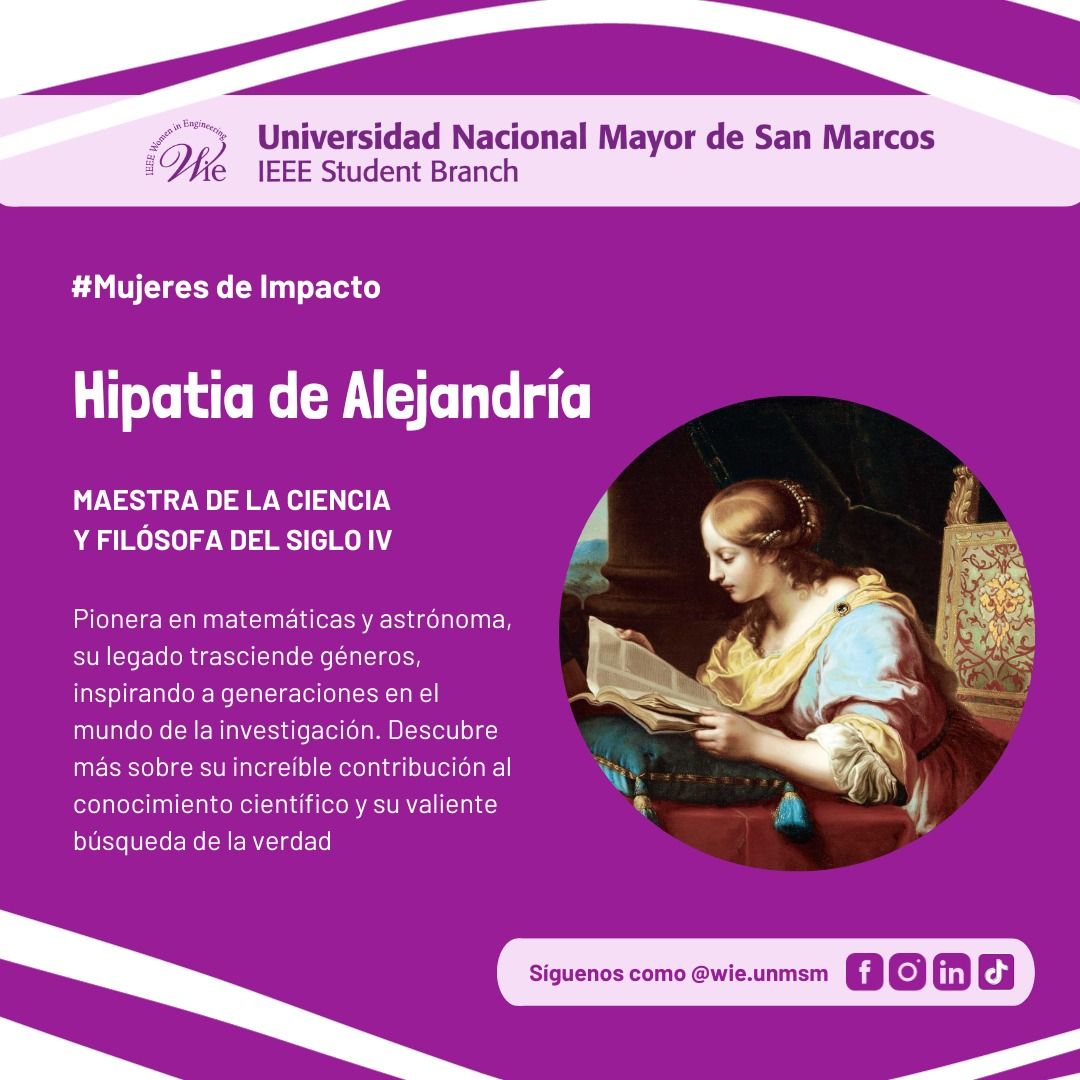 IEEE Women in Engineering
Wie
Universidad Nacional Mayor de San Marcos
IEEE Student Branch
#Mujeres de Impacto
Hipatia de Alejandría
MAESTRA DE LA CIENCIA
Y FILÓSOFA DEL SIGLO IV
Pionera en matemáticas y astrónoma,
su legado trasciende géneros,
inspirando a generaciones en el
mundo de la investigación. Descubre
más sobre su increíble contribución al
conocimiento científico y su valiente
búsqueda de la verdad
Síguenos como @wie.unmsm